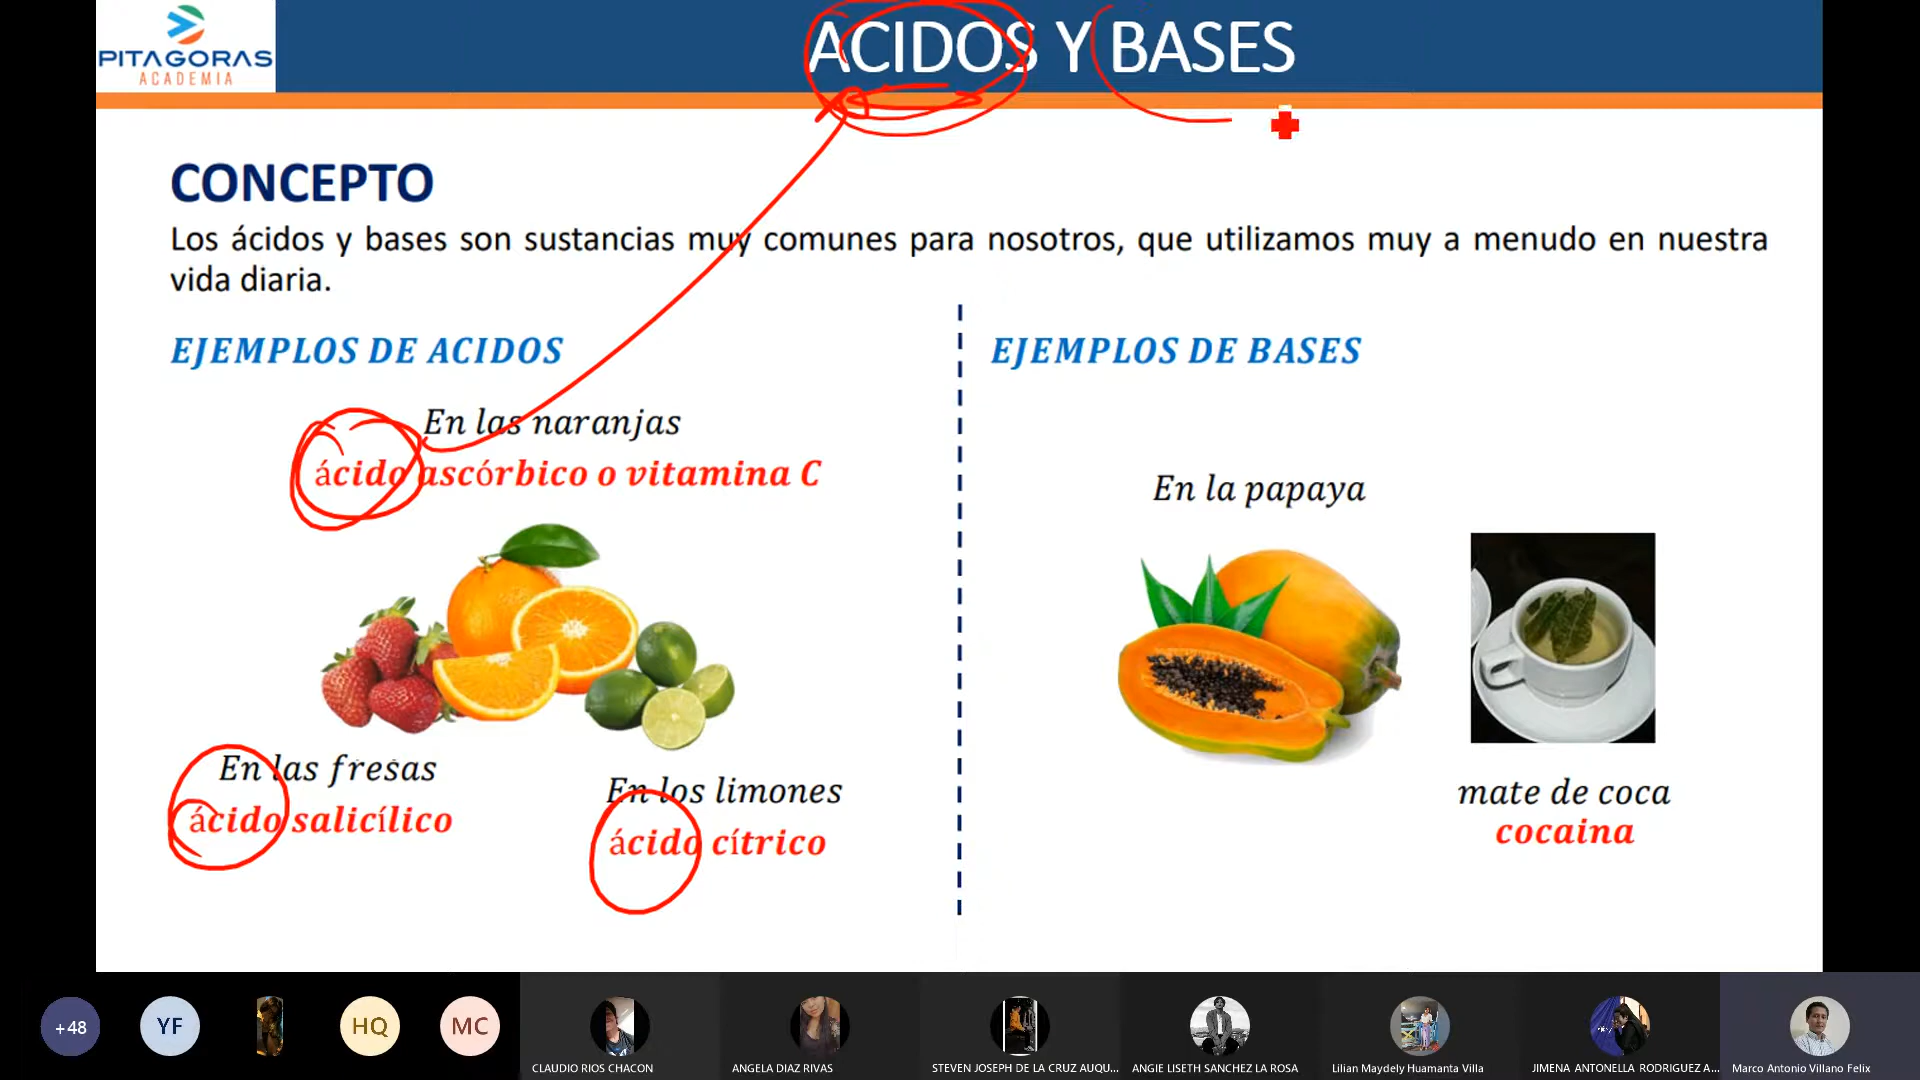 PITAGORAS
ACADEMIA
ACIDOS Y BASES
CONCEPTO
Los ácidos y bases son sustancias muy comunes para nosotros, que utilizamos muy a menudo en nuestra
vida diaria.
EJEMPLOS DE ACIDOS
EJEMPLOS DE BASES
En las naranjas
ácido ascórbico o vitamina C
En la papaya
En las fresas
ácido salicílico
En los limones
ácido cítrico
mate de coca
cocaina
+48
YF
HQ
MC
CLAUDIO RIOS CHACON
ANGELA DIAZ RIVAS
STEVEN JOSEPH DE LA CRUZ AUQU...
ANGIE LISETH SANCHEZ LA ROSA
Lilian Maydely Huamanta Villa
JIMENA ANTONELLA RODRIGUEZ A...
Marco Antonio Villano Felix